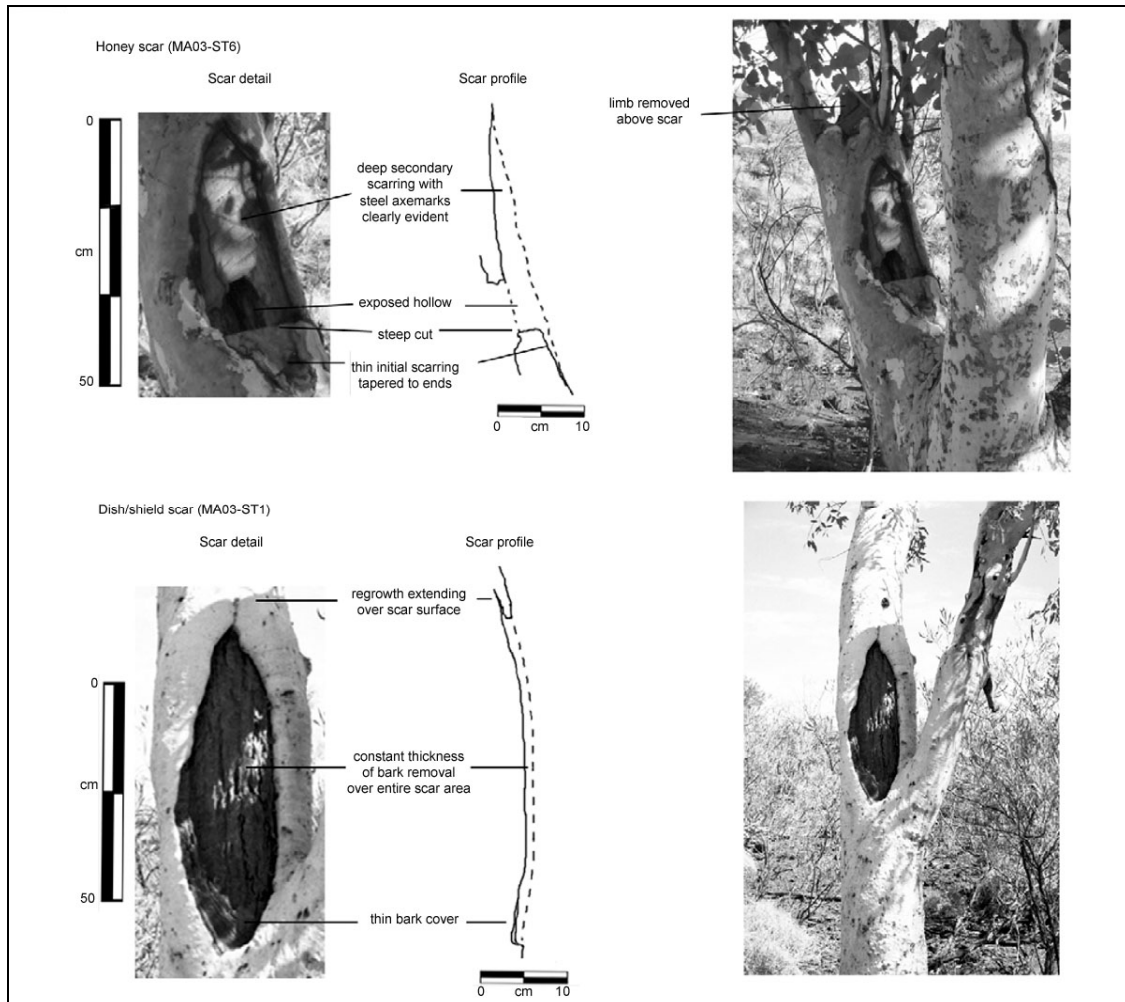 Honey scar (MA03-ST6)
Scar detail
Scar profile
0
cm
50
deep secondary
scarring with
steel axemarks
clearly evident
exposed hollow
steep cut
thin initial scarring
tapered to ends
0 cm 10
limb removed
above scar
Dish/shield scar (MA03-ST1)
Scar detail
Scar profile
0
cm
50
regrowth extending
over scar surface
constant thickness
of bark removal
over entire scar area
thin bark cover
0 cm 10